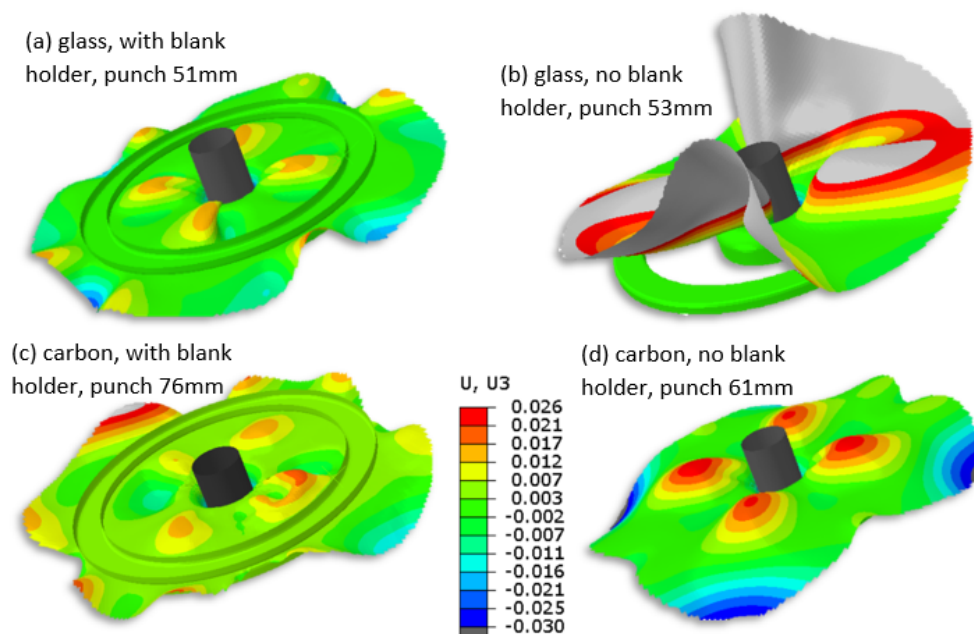 (a) glass, with blank
holder, punch 51mm
(b) glass, no blank
holder, punch 53mm
(c) carbon, with blank
holder, punch 76mm
(d) carbon, no blank
holder, punch 61mm
U, U3
0.026
0.021
0.017
0.012
0.007
0.003
-0.002
-0.007
-0.011
-0.016
-0.021
-0.025
-0.030